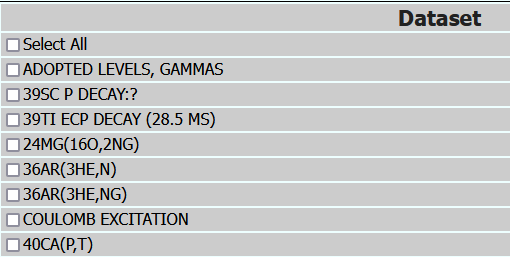 Dataset
Select All
ADOPTED LEVELS, GAMMAS
39SC P DECAY:?
39TI ECP DECAY (28.5 MS)
24MG(16O,2NG)
36AR(3HE,N)
36AR(3HE,NG)
COULOMB EXCITATION
40CA(P,T)